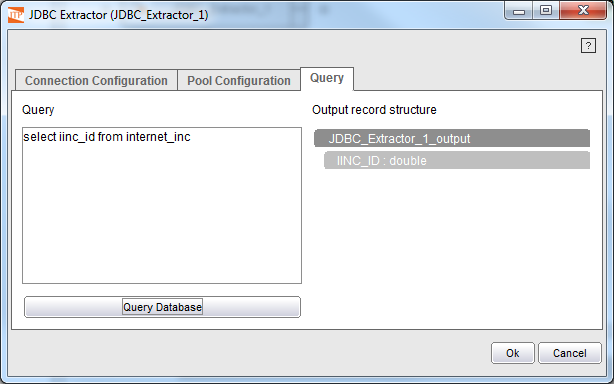 JDBC Extractor (JDBC_Extractor_1)
?
Connection Configuration Pool Configuration Query
Query
Output record structure
select iinc_id from internet_inc
JDBC_Extractor_1_output
IINC_ID : double
Query Database
Ok Cancel